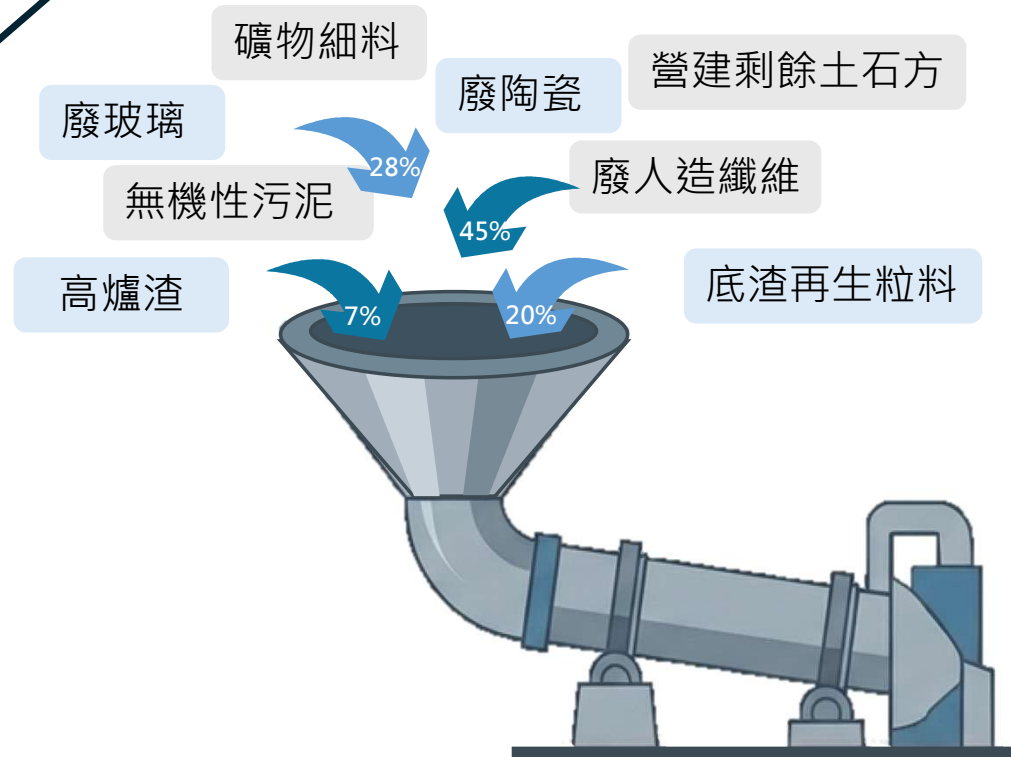 礦物細料
廢陶瓷
營建剩餘土石方
廢玻璃
28%
廢人造纖維
無機性污泥
45%
高爐渣
7%
20%
底渣再生粒料